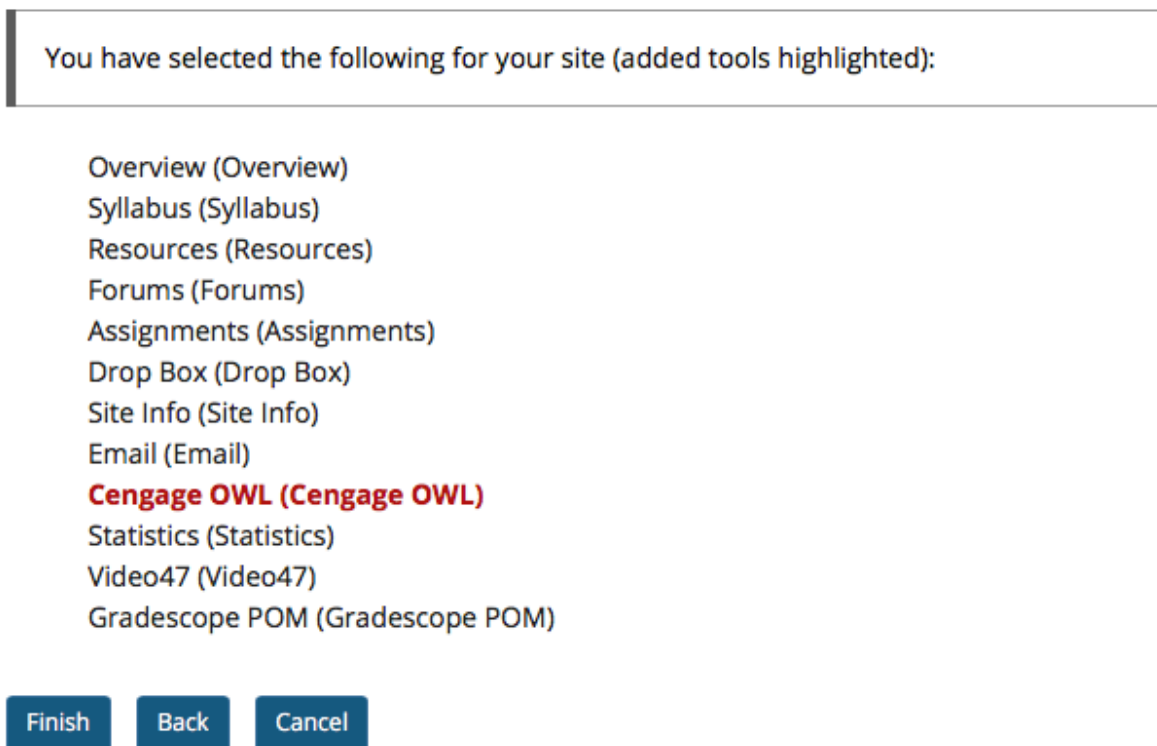 You have selected the following for your site (added tools highlighted):
Overview (Overview)
Syllabus (Syllabus)
Resources (Resources)
Forums (Forums)
Assignments (Assignments)
Drop Box (Drop Box)
Site Info (Site Info)
Email (Email)
Cengage OWL (Cengage OWL)
Statistics (Statistics)
Video47 (Video47)
Gradescope POM (Gradescope POM)
Finish Back Cancel